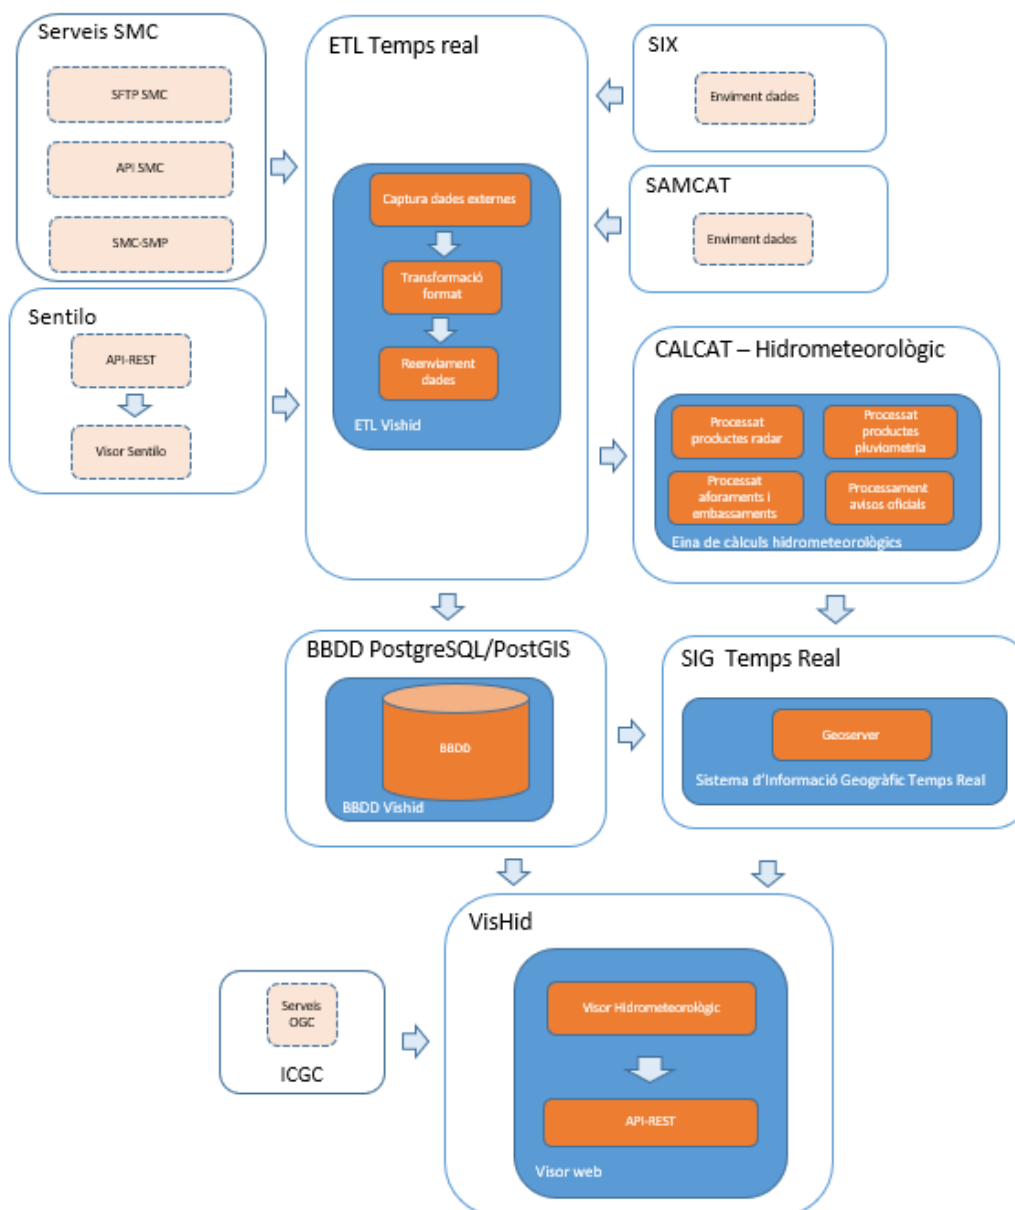 Serveis SMC
SFTP SMC
API SMC
SMC-SMP
Sentilo
API-REST
Visor Sentilo
ETL Temps real
Captura dades externes
Transformació
format
Reenviament
dades
ETL Vishid
SIX
Enviment dades
SAMCAT
Enviment dades
CALCAT – Hidrometeorològic
Processat
productes radar
Processat
productes
pluviometria
Processat
aforaments i
embassaments
Processament
avisos oficials
Eina de càlculs hidrometeorològics
BBDD PostgreSQL/PostGIS
BBDD
BBDD Vishid
SIG Temps Real
Geoserver
Sistema d'Informació Geogràfic Temps Real
VisHid
Visor Hidrometeorològic
API-REST
Visor web
Serveis
OGC
ICGC